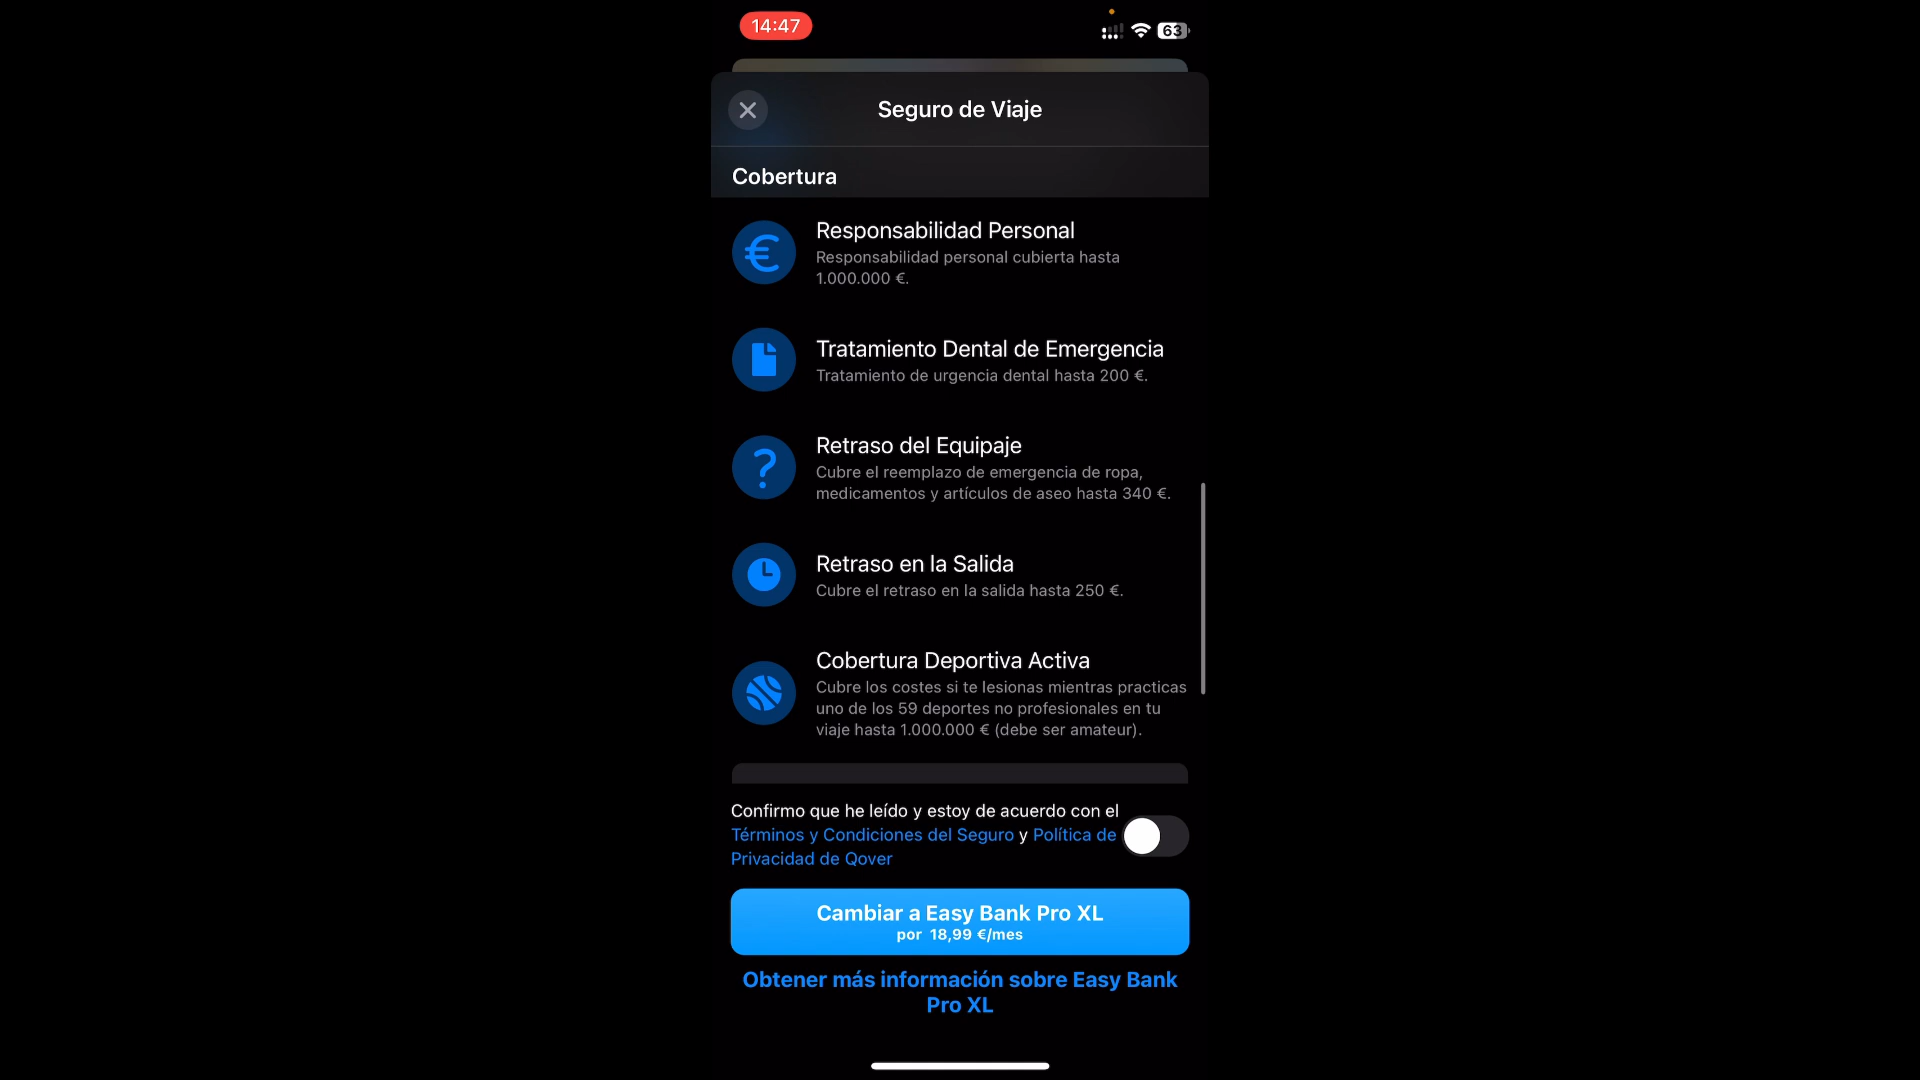 14:47
63
Seguro de Viaje
Cobertura
Responsabilidad Personal
Responsabilidad personal cubierta hasta
1.000.000 €.
Tratamiento Dental de Emergencia
Tratamiento de urgencia dental hasta 200 €.
Retraso del Equipaje
Cubre el reemplazo de emergencia de ropa,
medicamentos y artículos de aseo hasta 340 €.
Retraso en la Salida
Cubre el retraso en la salida hasta 250 €.
Cobertura Deportiva Activa
Cubre los costes si te lesionas mientras practicas
uno de los 59 deportes no profesionales en tu
viaje hasta 1.000.000 € (debe ser amateur).
Confirmo que he leído y estoy de acuerdo con el
Términos y Condiciones del Seguro y Política de
Privacidad de Qover
Cambiar a Easy Bank Pro XL
por 18,99 €/mes
Obtener más información sobre Easy Bank
Pro XL